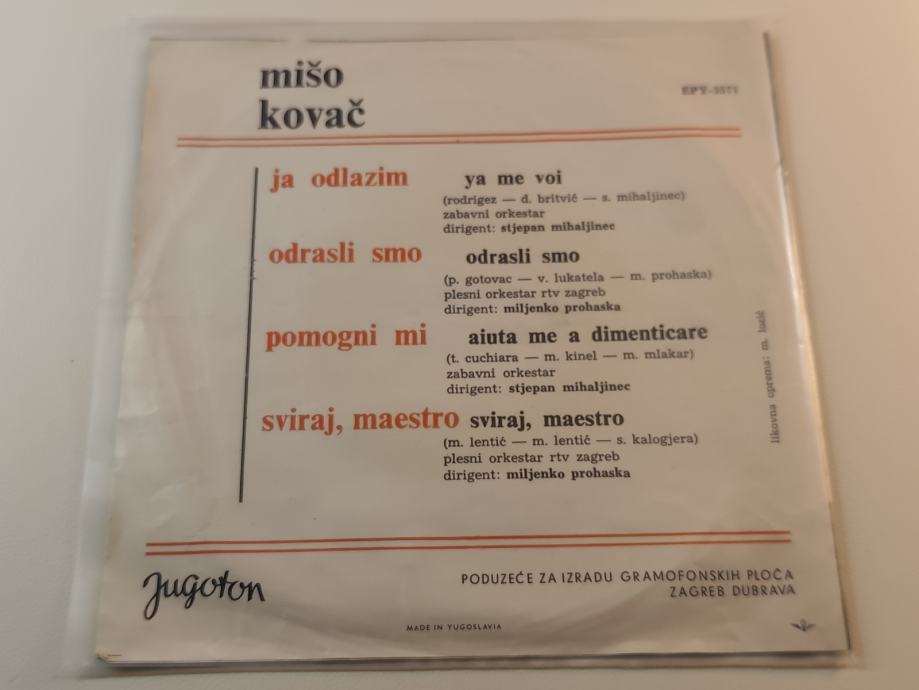 mišo
kovač
ja odlazim ya me voi
(rodrigez — d. britvić — s. mihaljinec)
zabavni orkestar
dirigent: stjepan mihaljinec
odrasli smo odrasli smo
(p. gotovac — v. lukatela — m. prohaska)
plesni orkestar rtv zagreb
dirigent: miljenko prohaska
pomogni mi aiuta me a dimenticare
(t. cuchiara — m. kinel — m. mlakar)
zabavni orkestar
dirigent: stjepan mihaljinec
sviraj, maestro sviraj, maestro
(m. lentić — m. lentić — s. kalogjera)
plesni orkestar rtv zagreb
dirigent: miljenko prohaska
likovna oprema: m.
Jugoton
PODUZEĆE ZA IZRADU GRAMOFONSKIH PLOČA
ZAGREB DUBRAVA
MADE IN YUGOSLAVIA